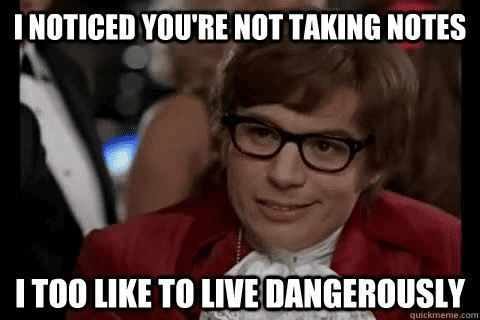 I NOTICED YOU'RE NOT TAKING NOTES
I TOO LIKE TO LIVE DANGEROUSLY
quickmeme.com